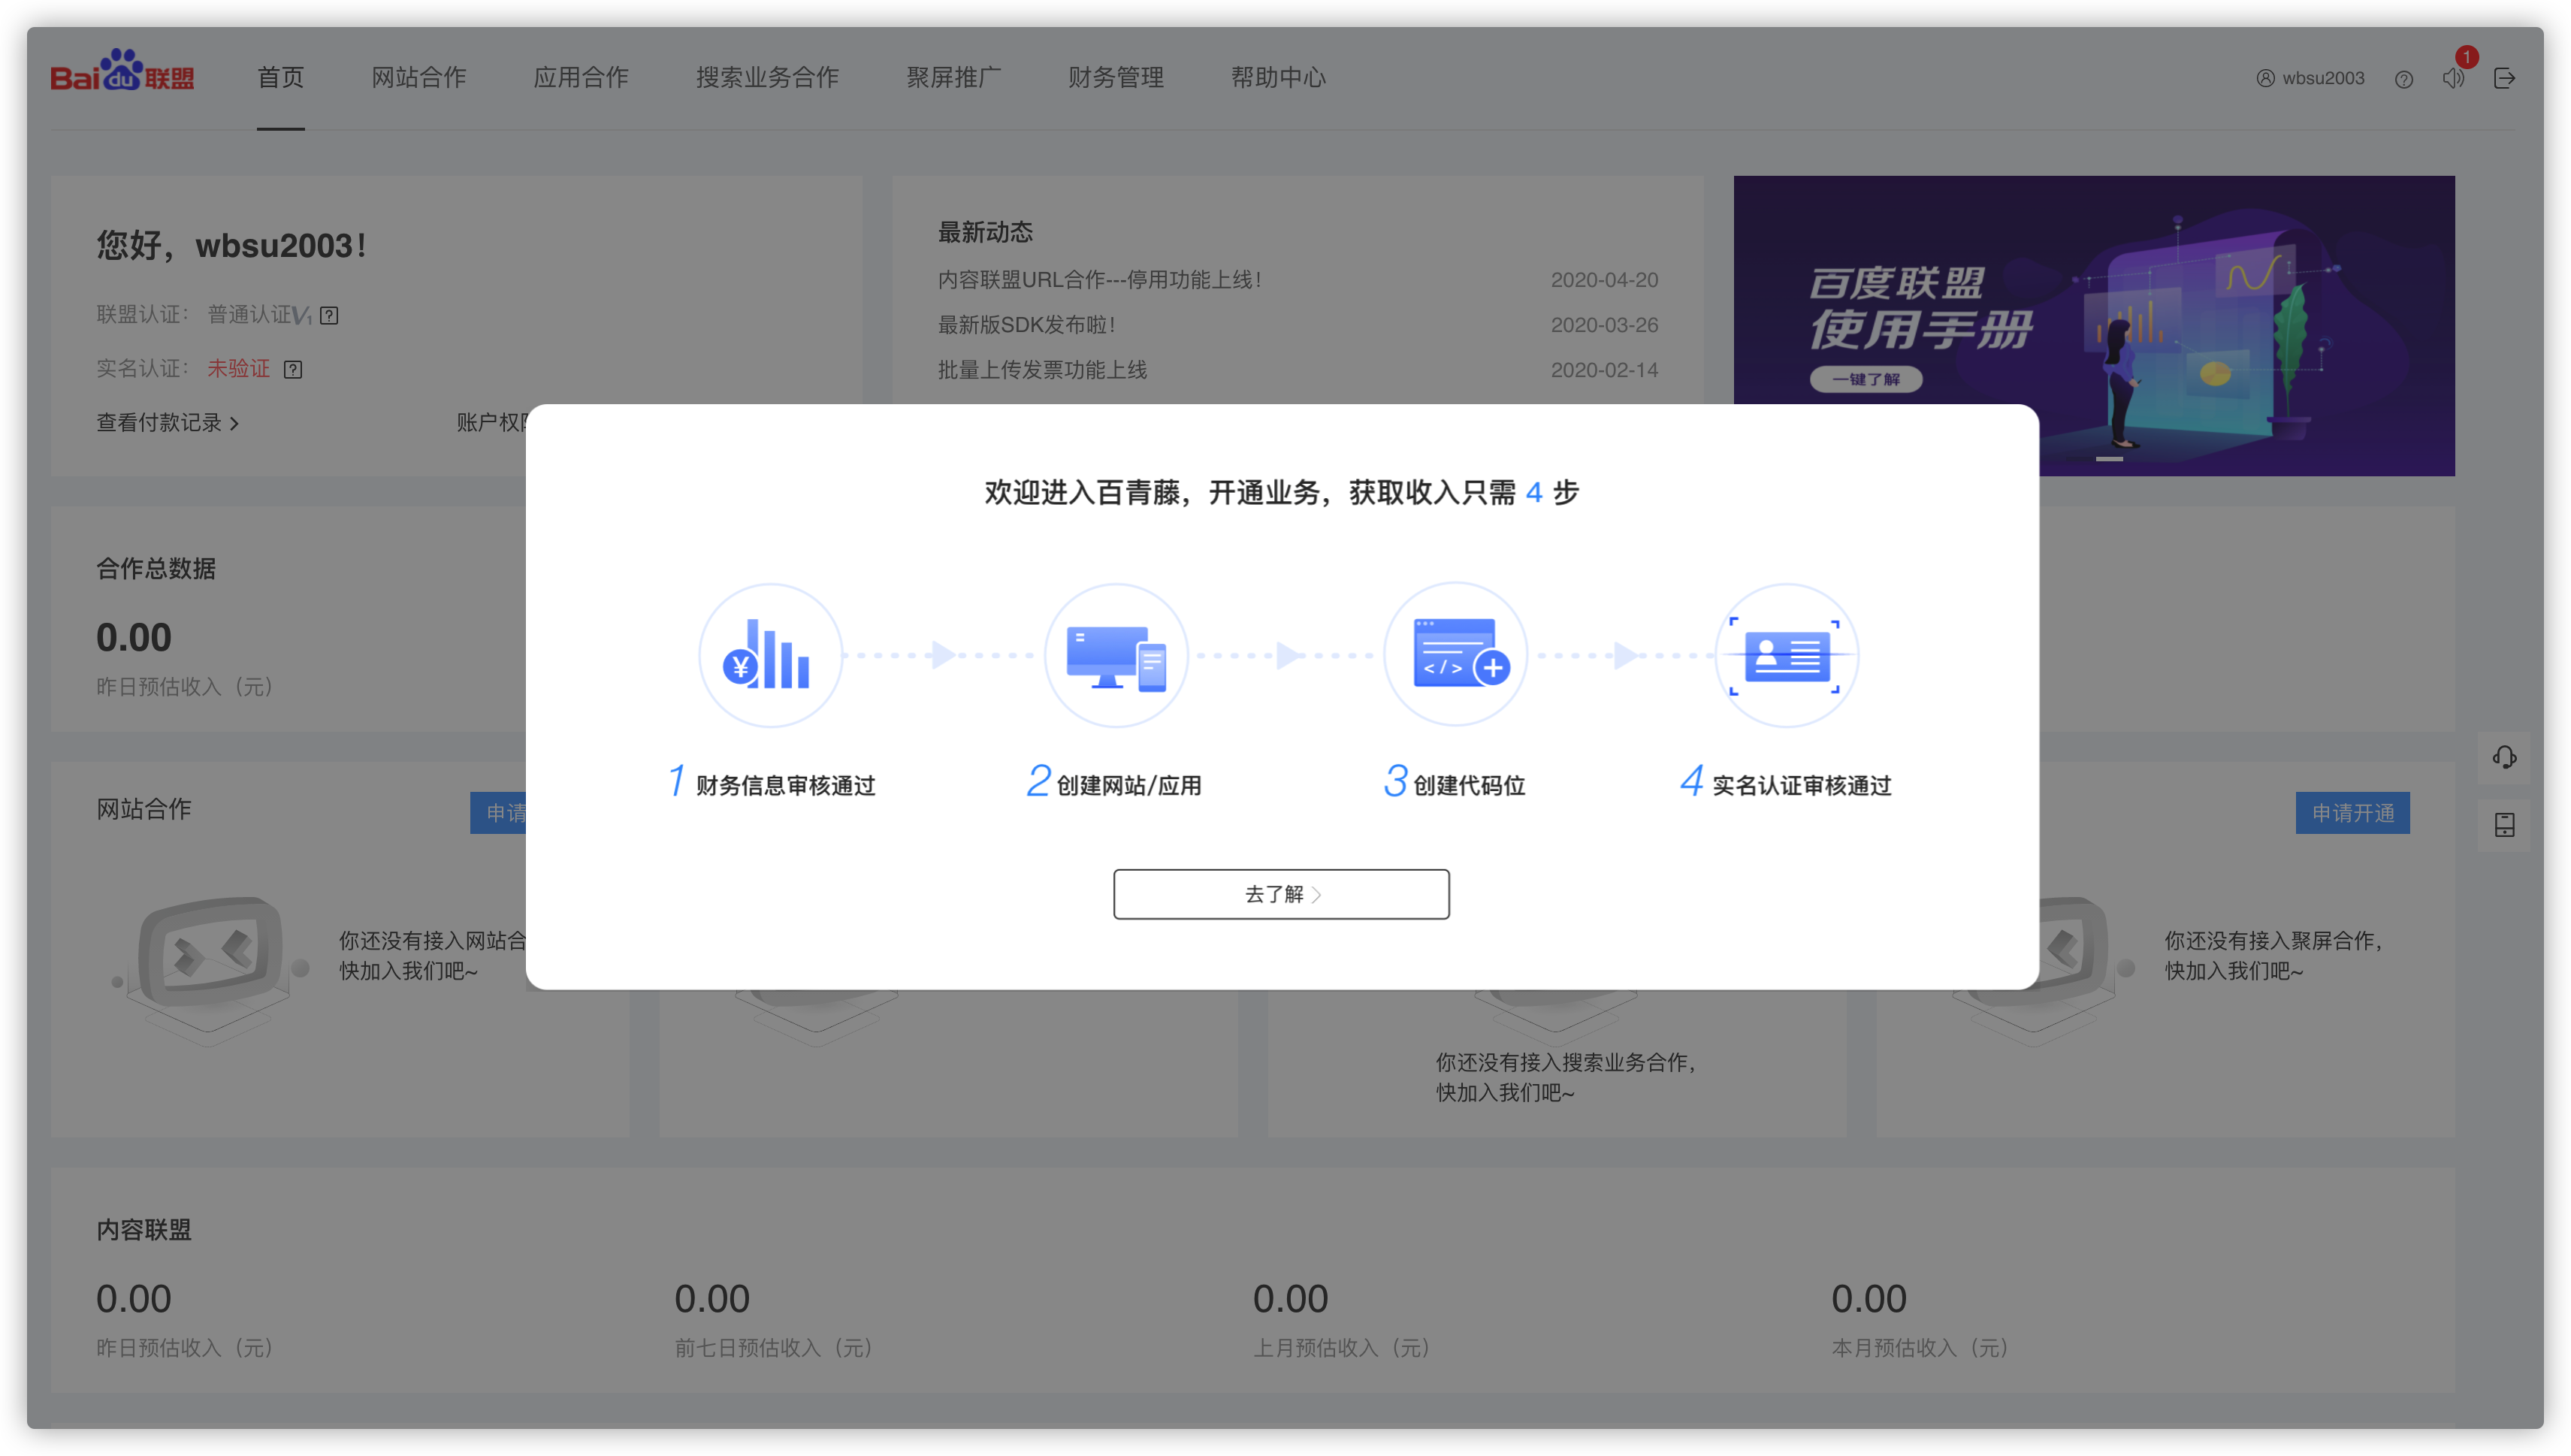 Bai du 联盟 首页 网站合作 应用合作 搜索业务合作 聚屏推广 财务管理 帮助中心 wbsu2003 1
您好，wbsu2003！
联盟认证： 普通认证V1
实名认证： 未验证
查看付款记录
账户权
最新动态
内容联盟URL合作---停用功能上线！ 2020-04-20
最新版SDK发布啦！ 2020-03-26
批量上传发票功能上线 2020-02-14
百度联盟
使用手册
一键了解
欢迎进入百青藤，开通业务，获取收入只需 4 步
¥
</>
1 财务信息审核通过
2 创建网站/应用
3 创建代码位
4 实名认证审核通过
去了解
合作总数据
0.00
昨日预估收入（元）
网站合作
申请
你还没有接入网站合
快加入我们吧~
你还没有接入搜索业务合作，
快加入我们吧~
申请开通
你还没有接入聚屏合作，
快加入我们吧~
内容联盟
0.00 0.00 0.00 0.00
昨日预估收入（元） 前七日预估收入（元） 上月预估收入（元） 本月预估收入（元）